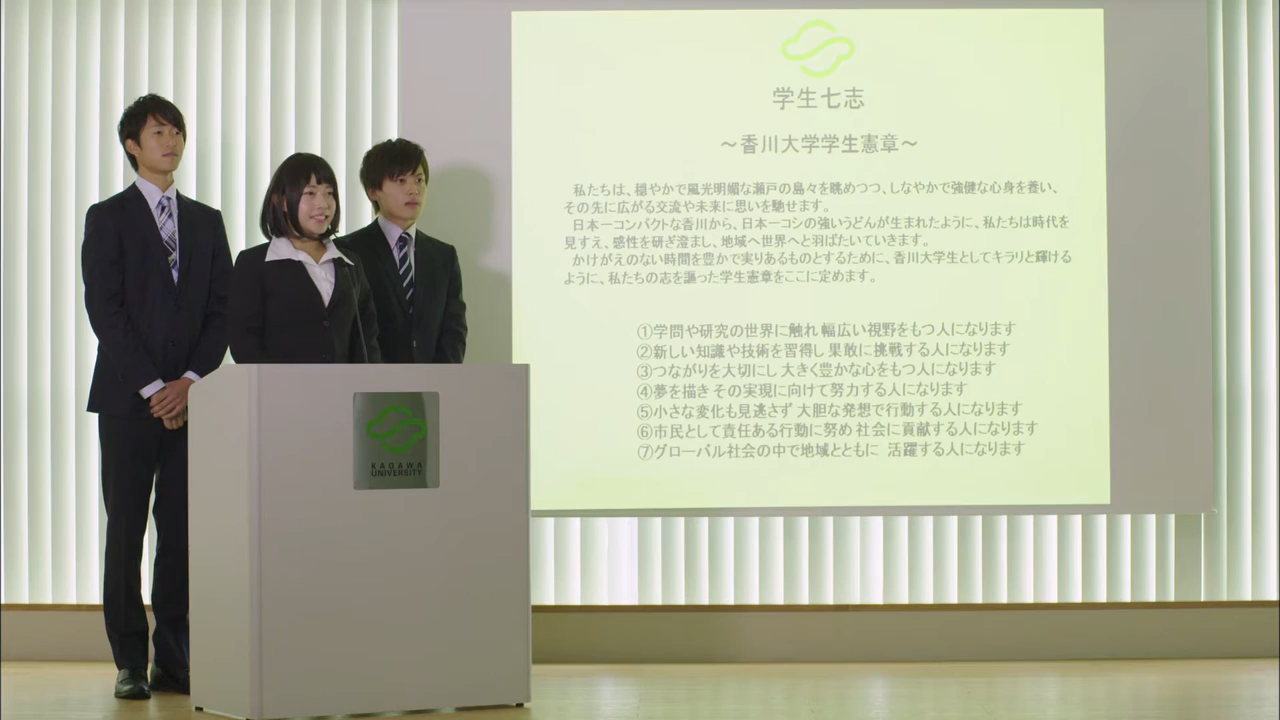 学生七志
～香川大学学生憲章～
私たちは、穏やかで風光明媚な瀬戸の島々を眺めつつ、しなやかで強健な心身を養い、
その先に広がる交流や未来に思いを馳せます。
日本一コンパクトな香川から、日本一コシの強いうどんが生まれたように、私たちは時代を
見すえ、感性を研ぎ澄まし、地域へ世界へと羽ばたいていきます。
かけがえのない時間を豊かで実りあるものとするために、香川大学生としてキラリと輝ける
ように、私たちの志を謳った学生憲章をここに定めます。
①学問や研究の世界に触れ 幅広い視野をもつ人になります
②新しい知識や技術を習得し 果敢に挑戦する人になります
③つながりを大切にし 大きく豊かな心をもつ人になります
④夢を描き その実現に向けて努力する人になります
⑤小さな変化も見逃さず 大胆な発想で行動する人になります
⑥市民として責任ある行動に努め 社会に貢献する人になります
⑦グローバル社会の中で地域とともに 活躍する人になります
KAGAWA
UNIVERSITY